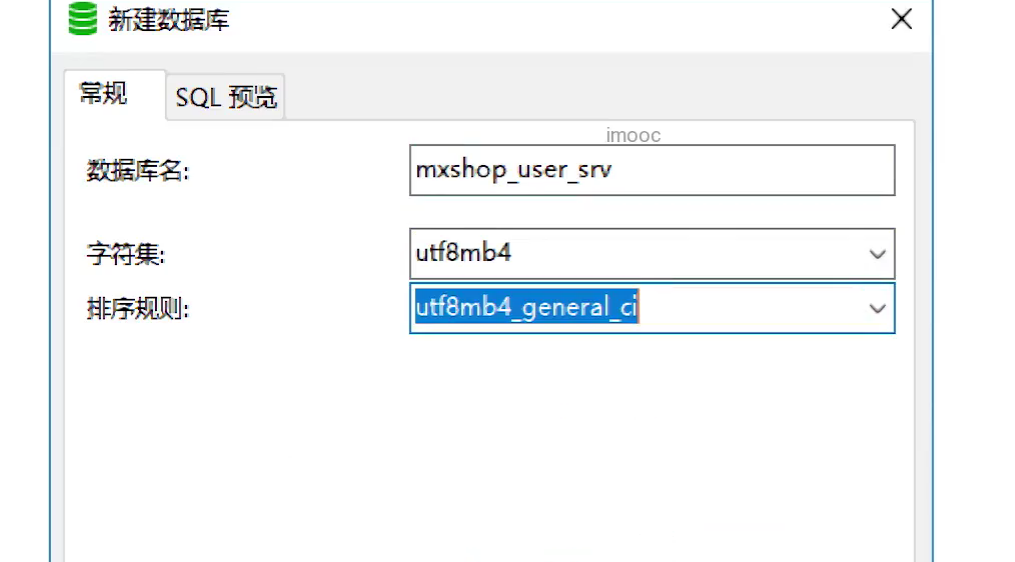 新建数据库
常规
SQL 预览
imooc
数据库名:
mxshop_user_srv
字符集:
utf8mb4
排序规则:
utf8mb4_general_ci